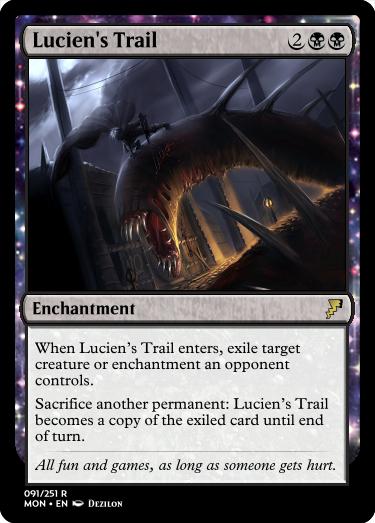 Lucien's Trail 2
Enchantment
When Lucien's Trail enters, exile target
creature or enchantment an opponent
controls.
Sacrifice another permanent: Lucien's Trail
becomes a copy of the exiled card until end
of turn.
All fun and games, as long as someone gets hurt.
091/251 R
MON • EN DEZILON